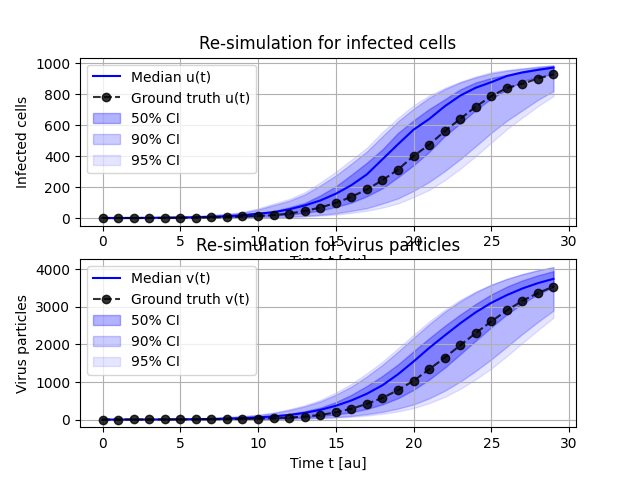 Re-simulation for infected cells
1000
800
600
400
200
0
Infected cells
Median u(t)
Ground truth u(t)
50% CI
90% CI
95% CI
0 5 10 15 20 25 30
Time t [au]
Re-simulation for virus particles
4000
3000
2000
1000
0
Virus particles
Median v(t)
Ground truth v(t)
50% CI
90% CI
95% CI
0 5 10 15 20 25 30
Time t [au]